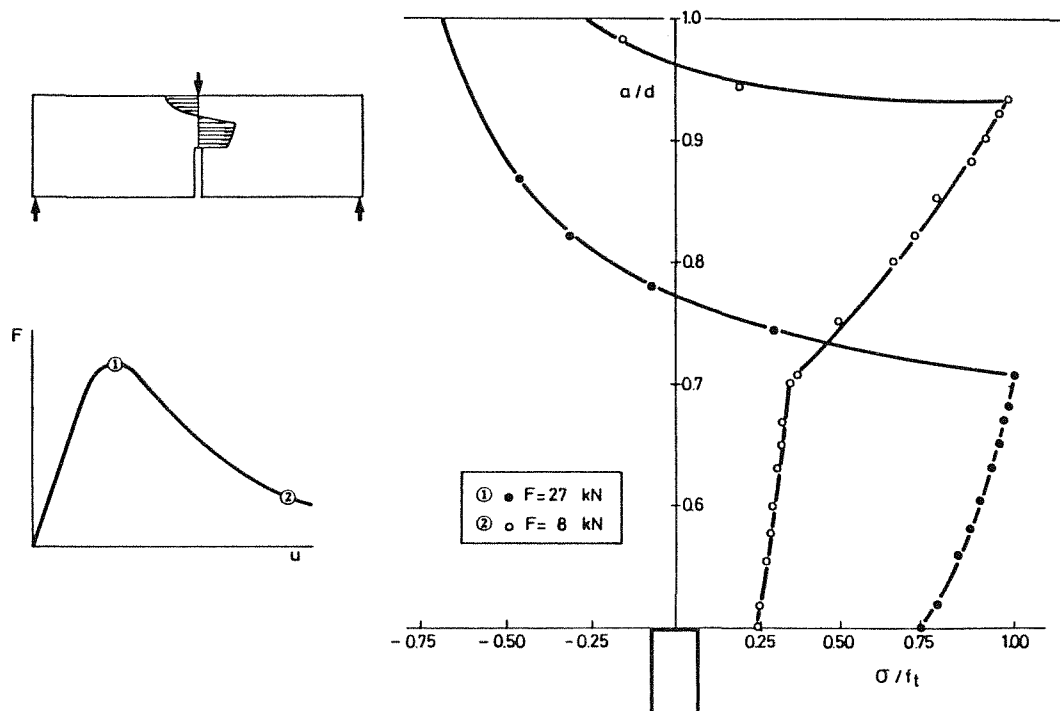 1.0
a/d
0.9
0.8
0.7
0.6
F
①
②
u
① ● F = 27 kN
② ○ F = 8 kN
-0.75
-0.50
-0.25
0.25
0.50
0.75
1.00
σ/fₜ